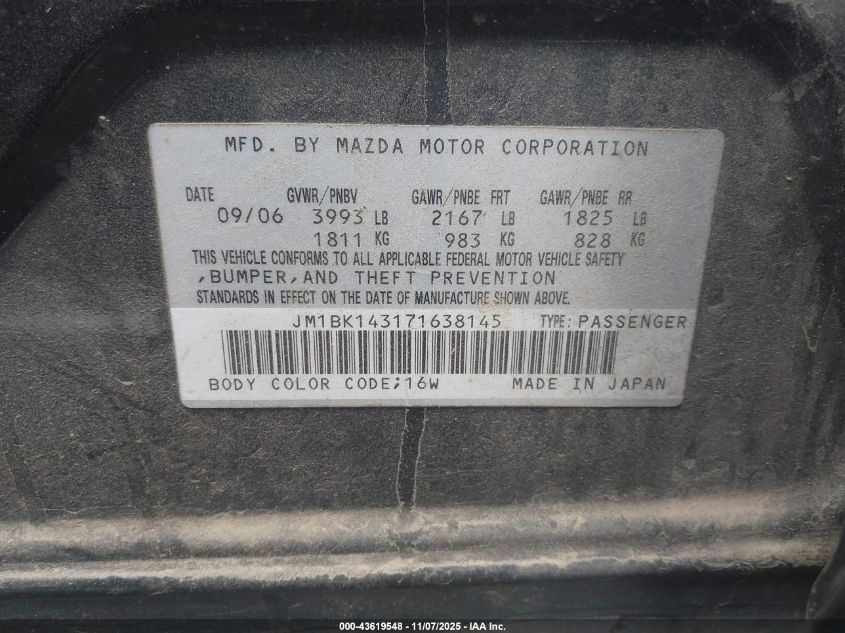 MFD. BY MAZDA MOTOR CORPORATION
DATE GVWR/PNBV GAWR/PNBE FRT GAWR/PNBE RR
09/06 3993 LB 2167 LB 1825 LB
1811 KG 983 KG 828 KG
THIS VEHICLE CONFORMS TO ALL APPLICABLE FEDERAL MOTOR VEHICLE SAFETY
,BUMPER,AND THEFT PREVENTION
STANDARDS IN EFFECT ON THE DATE OF MANUFACTURE SHOWN ABOVE.
JM1BK143171638145 TYPE: PASSENGER
BODY COLOR CODE;16W MADE IN JAPAN
000-43619548 - 11/07/2025 - IAA Inc.